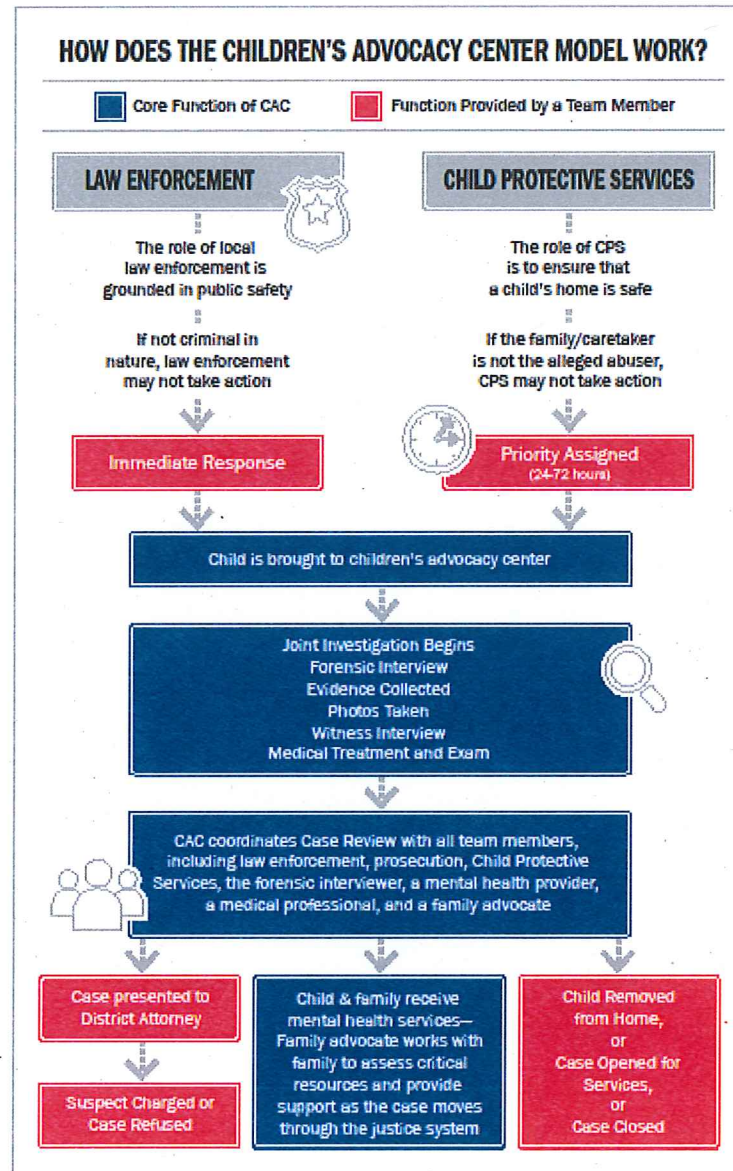 HOW DOES THE CHILDREN'S ADVOCACY CENTER MODEL WORK?
Core Function of CAC
Function Provided by a Team Member
LAW ENFORCEMENT
The role of local
law enforcement is
grounded in public safety
If not criminal in
nature, law enforcement
may not take action
Immediate Response
CHILD PROTECTIVE SERVICES
The role of CPS
is to ensure that
a child's home is safe
If the family/caretaker
is not the alleged abuser,
CPS may not take action
Priority Assigned
(24-72 hours)
Child is brought to children's advocacy center
Joint Investigation Begins
Forensic Interview
Evidence Collected
Photos Taken
Witness Interview
Medical Treatment and Exam
CAC coordinates Case Review with all team members,
including law enforcement, prosecution, Child Protective
Services, the forensic interviewer, a mental health provider,
a medical professional, and a family advocate
Case presented to
District Attorney
Suspect Charged or
Case Refused
Child & family receive
mental health services—
Family advocate works with
family to assess critical
resources and provide
support as the case moves
through the justice system
Child Removed
from Home,
or
Case Opened for
Services,
or
Case Closed